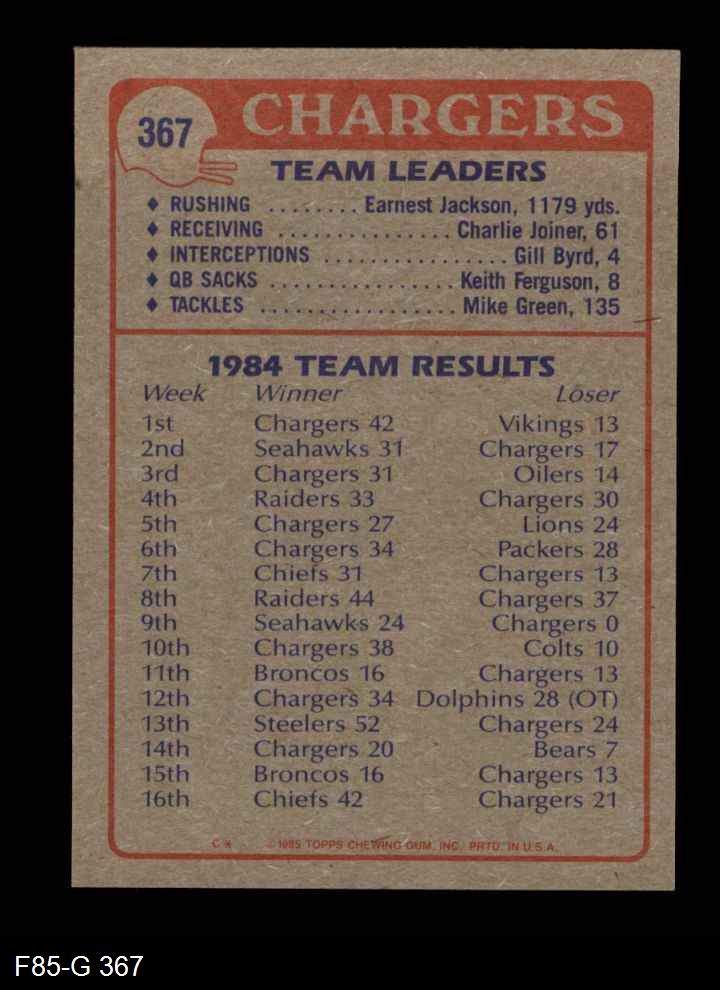 367 CHARGERS
TEAM LEADERS
♦ RUSHING ........ Earnest Jackson, 1179 yds.
♦ RECEIVING ............... Charlie Joiner, 61
♦ INTERCEPTIONS ................ Gill Byrd, 4
♦ QB SACKS ................ Keith Ferguson, 8
♦ TACKLES ................. Mike Green, 135
1984 TEAM RESULTS
Week Winner Loser
1st Chargers 42 Vikings 13
2nd Seahawks 31 Chargers 17
3rd Chargers 31 Oilers 14
4th Raiders 33 Chargers 30
5th Chargers 27 Lions 24
6th Chargers 34 Packers 28
7th Chiefs 31 Chargers 13
8th Raiders 44 Chargers 37
9th Seahawks 24 Chargers 0
10th Chargers 38 Colts 10
11th Broncos 16 Chargers 13
12th Chargers 34 Dolphins 28 (OT)
13th Steelers 52 Chargers 24
14th Chargers 20 Bears 7
15th Broncos 16 Chargers 13
16th Chiefs 42 Chargers 21
C* © 1985 TOPPS CHEWING GUM, INC. PRTD. IN U.S.A.
F85-G 367